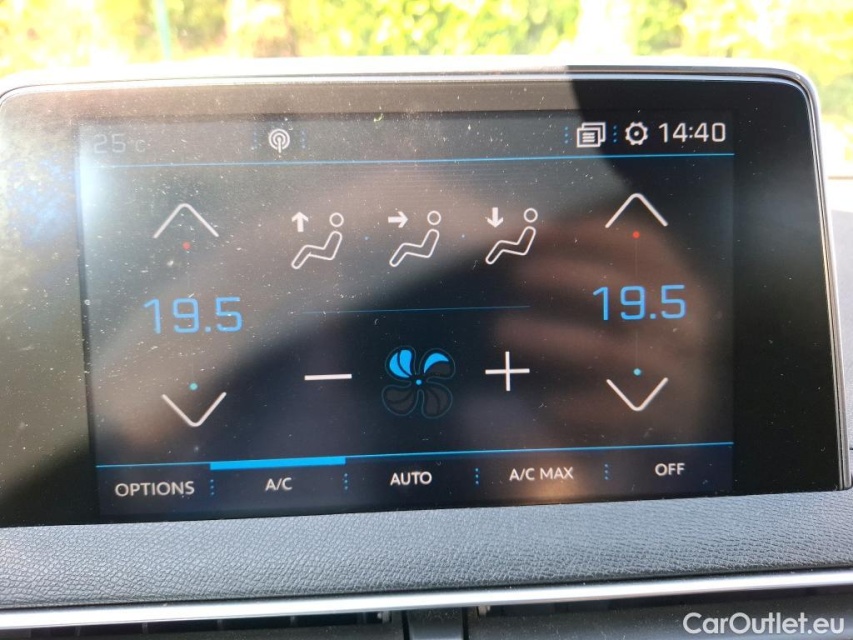 25°C 14:40
19.5 19.5
OPTIONS A/C AUTO A/C MAX OFF
CarOutlet.eu